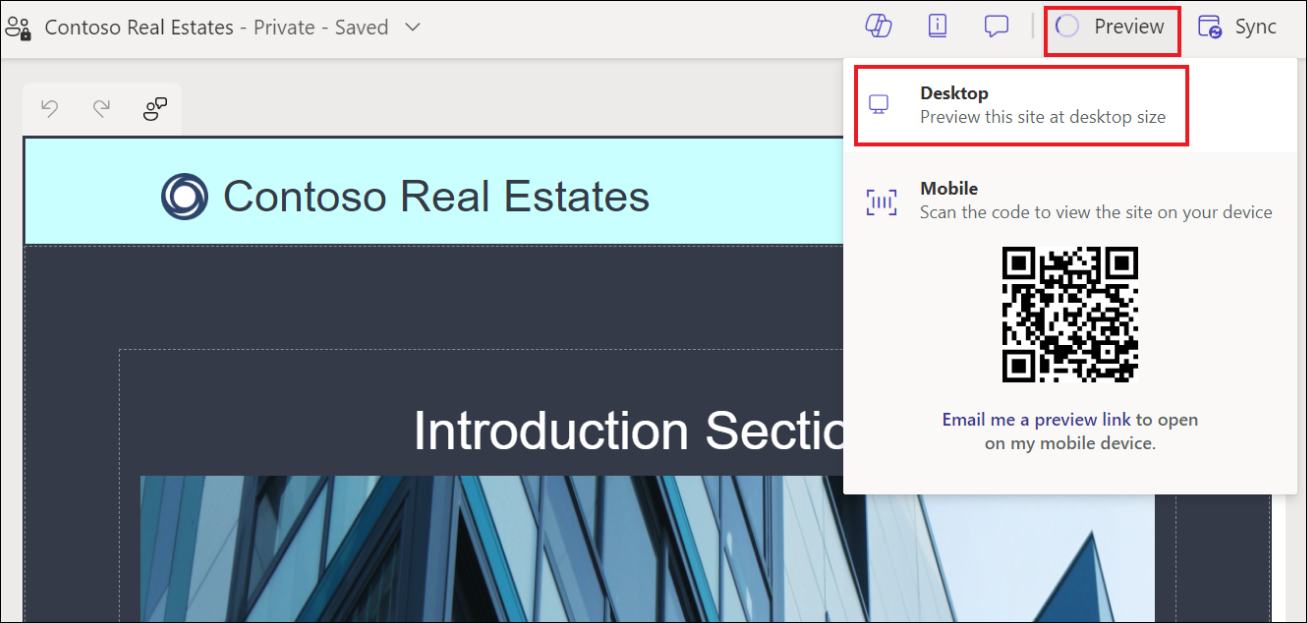 Contoso Real Estates - Private - Saved
Preview
Sync
Desktop
Preview this site at desktop size
Contoso Real Estates
Mobile
Scan the code to view the site on your device
Email me a preview link to open
on my mobile device.
Introduction Sectio